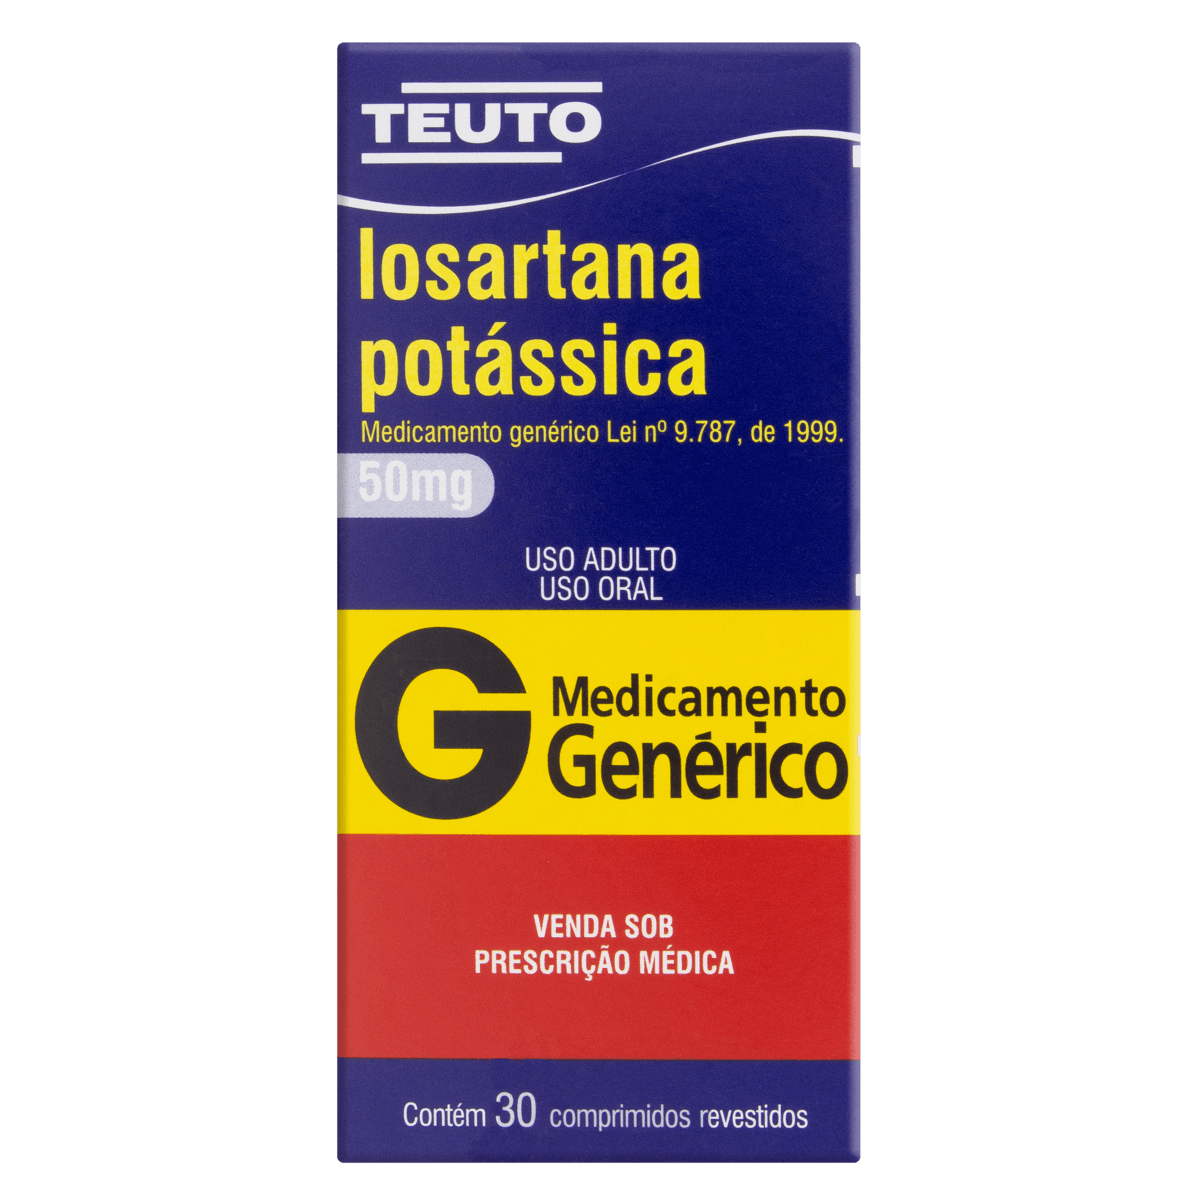 TEUTO
losartana
potássica
Medicamento genérico Lei nº 9.787, de 1999.
50mg
USO ADULTO
USO ORAL
G Medicamento
Genérico
VENDA SOB
PRESCRIÇÃO MÉDICA
Contém 30 comprimidos revestidos